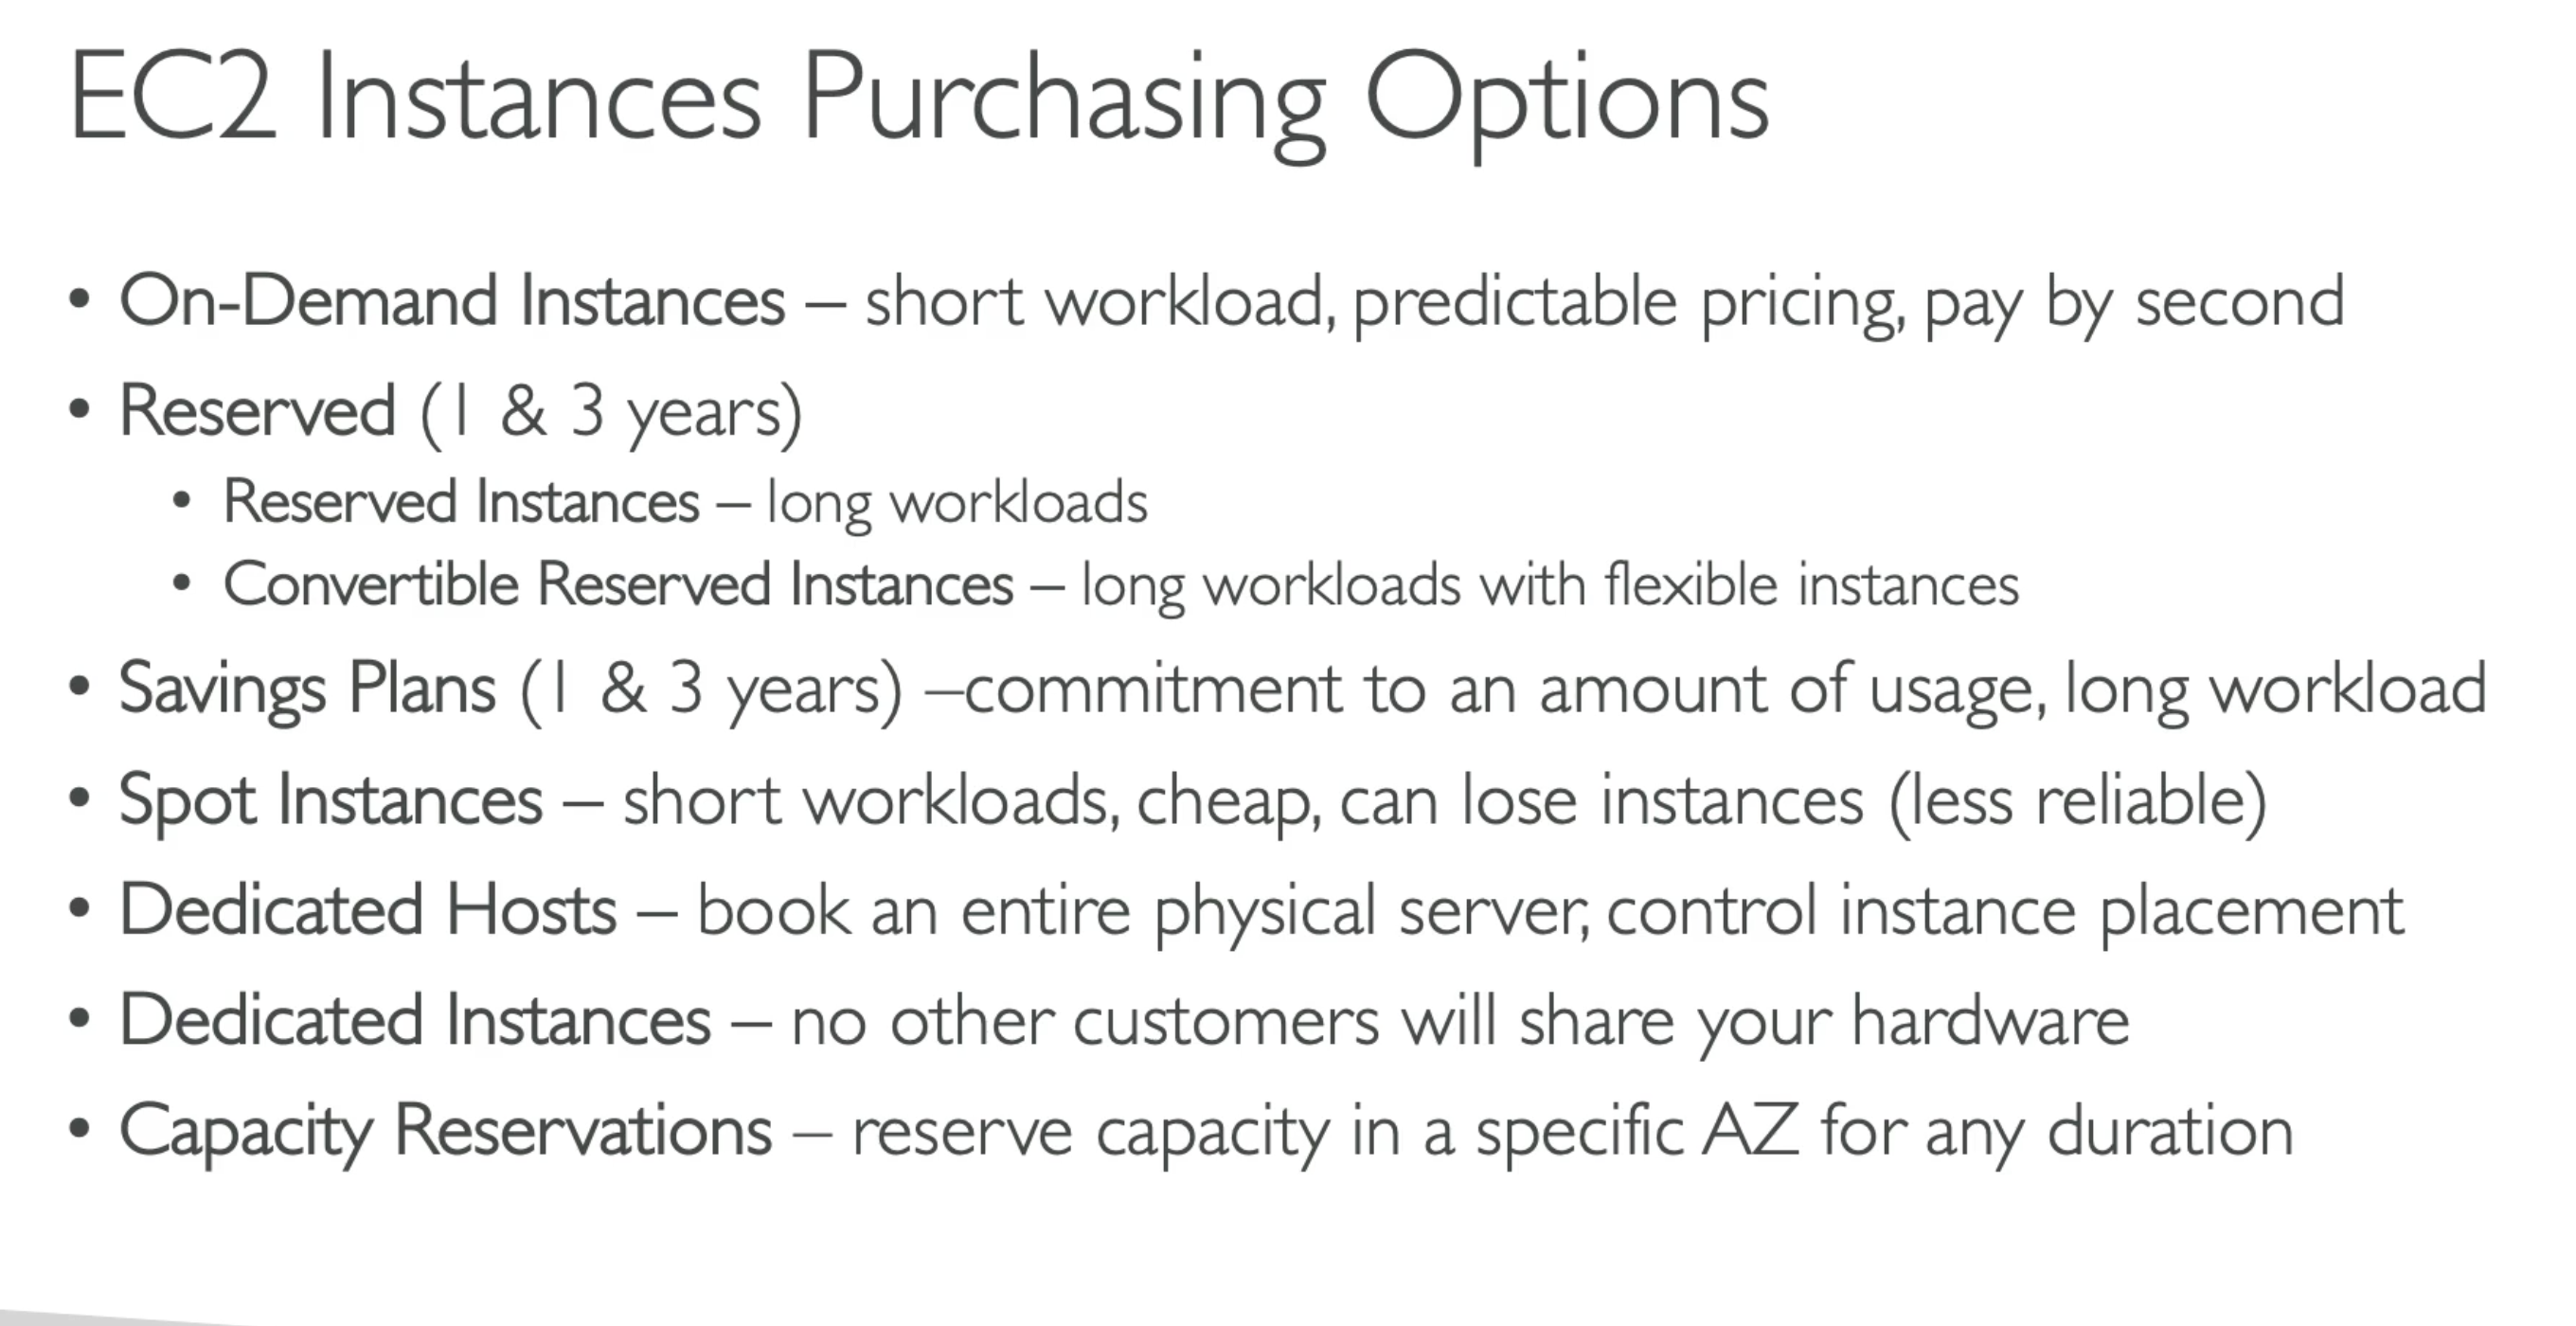 EC2 Instances Purchasing Options
• On-Demand Instances – short workload, predictable pricing, pay by second
• Reserved (1 & 3 years)
• Reserved Instances – long workloads
• Convertible Reserved Instances – long workloads with flexible instances
• Savings Plans (1 & 3 years) –commitment to an amount of usage, long workload
• Spot Instances – short workloads, cheap, can lose instances (less reliable)
• Dedicated Hosts – book an entire physical server, control instance placement
• Dedicated Instances – no other customers will share your hardware
• Capacity Reservations – reserve capacity in a specific AZ for any duration